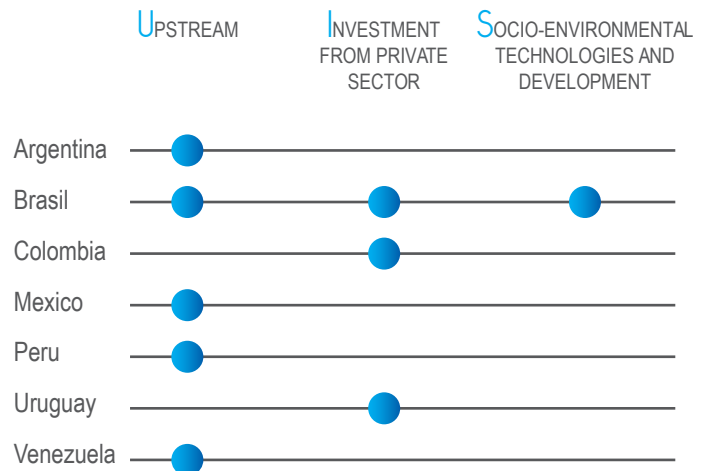 UPSTREAM
INVESTMENT
FROM PRIVATE
SECTOR
SOCIO-ENVIRONMENTAL
TECHNOLOGIES AND
DEVELOPMENT
Argentina
Brasil
Colombia
Mexico
Peru
Uruguay
Venezuela